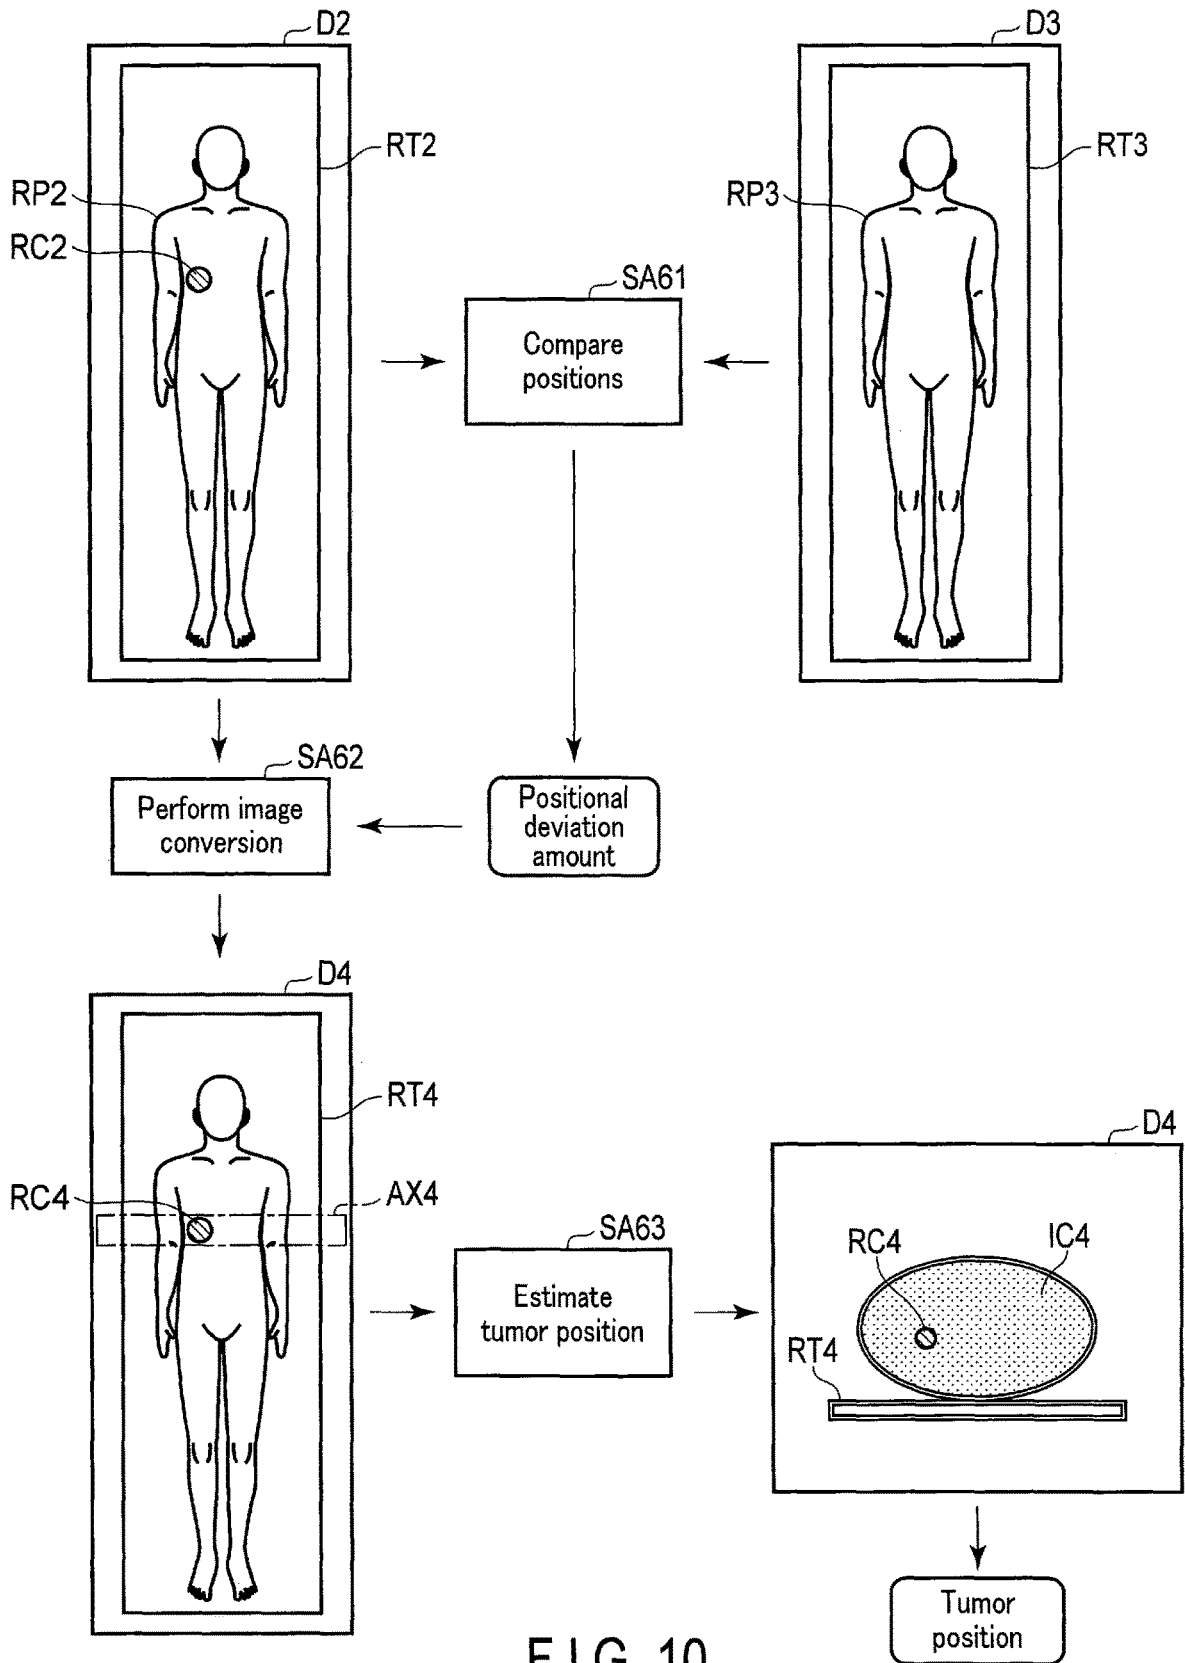 D2
D3
RT2
RT3
RP2
RP3
RC2
SA61
Compare
positions
SA62
Perform image
conversion
Positional
deviation
amount
D4
RT4
D4
RC4
AX4
SA63
RC4
IC4
Estimate
tumor position
RT4
Tumor
position
FIG. 10